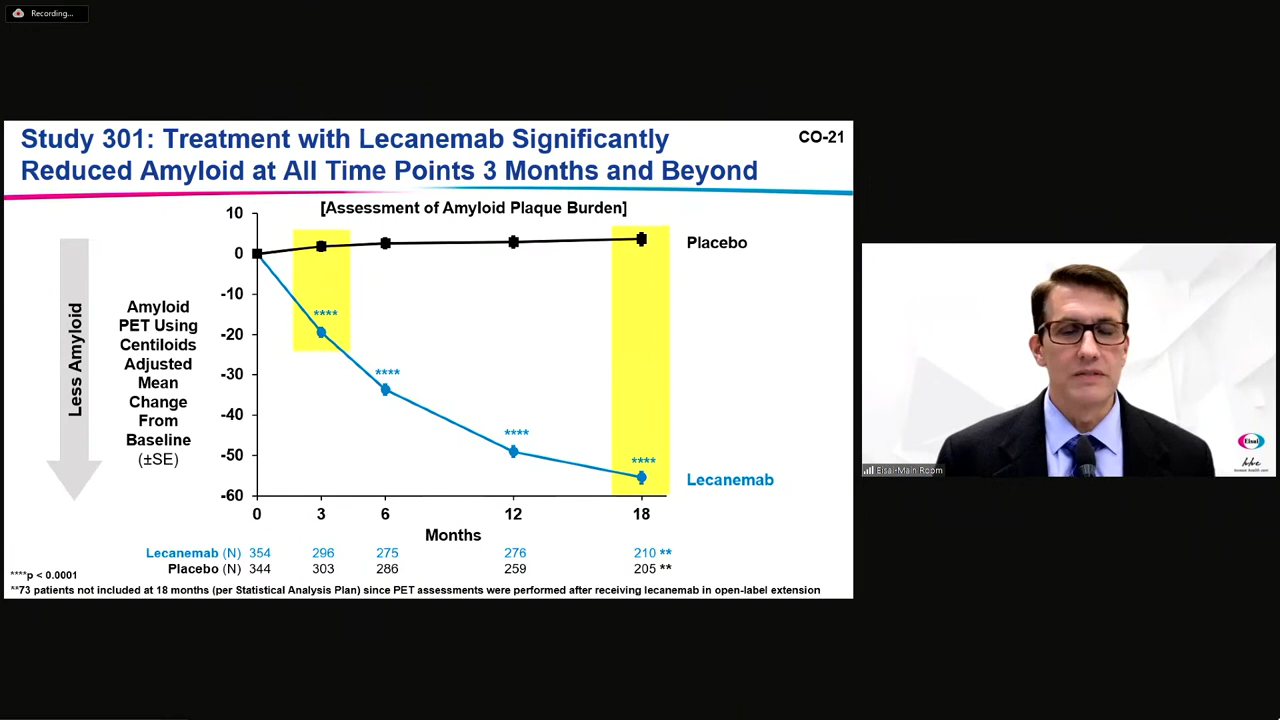 Recording...
Study 301: Treatment with Lecanemab Significantly
Reduced Amyloid at All Time Points 3 Months and Beyond
CO-21
[Assessment of Amyloid Plaque Burden]
Less Amyloid
Amyloid
PET Using
Centiloids
Adjusted
Mean
Change
From
Baseline
(±SE)
10
0
-10
-20
-30
-40
-50
-60
Placebo
****
****
****
****
Lecanemab
0 3 6 12 18
Months
Lecanemab (N) 354 296 275 276 210 **
Placebo (N) 344 303 286 259 205 **
****p < 0.0001
**73 patients not included at 18 months (per Statistical Analysis Plan) since PET assessments were performed after receiving lecanemab in open-label extension
Eisai
Eisai-Main Room